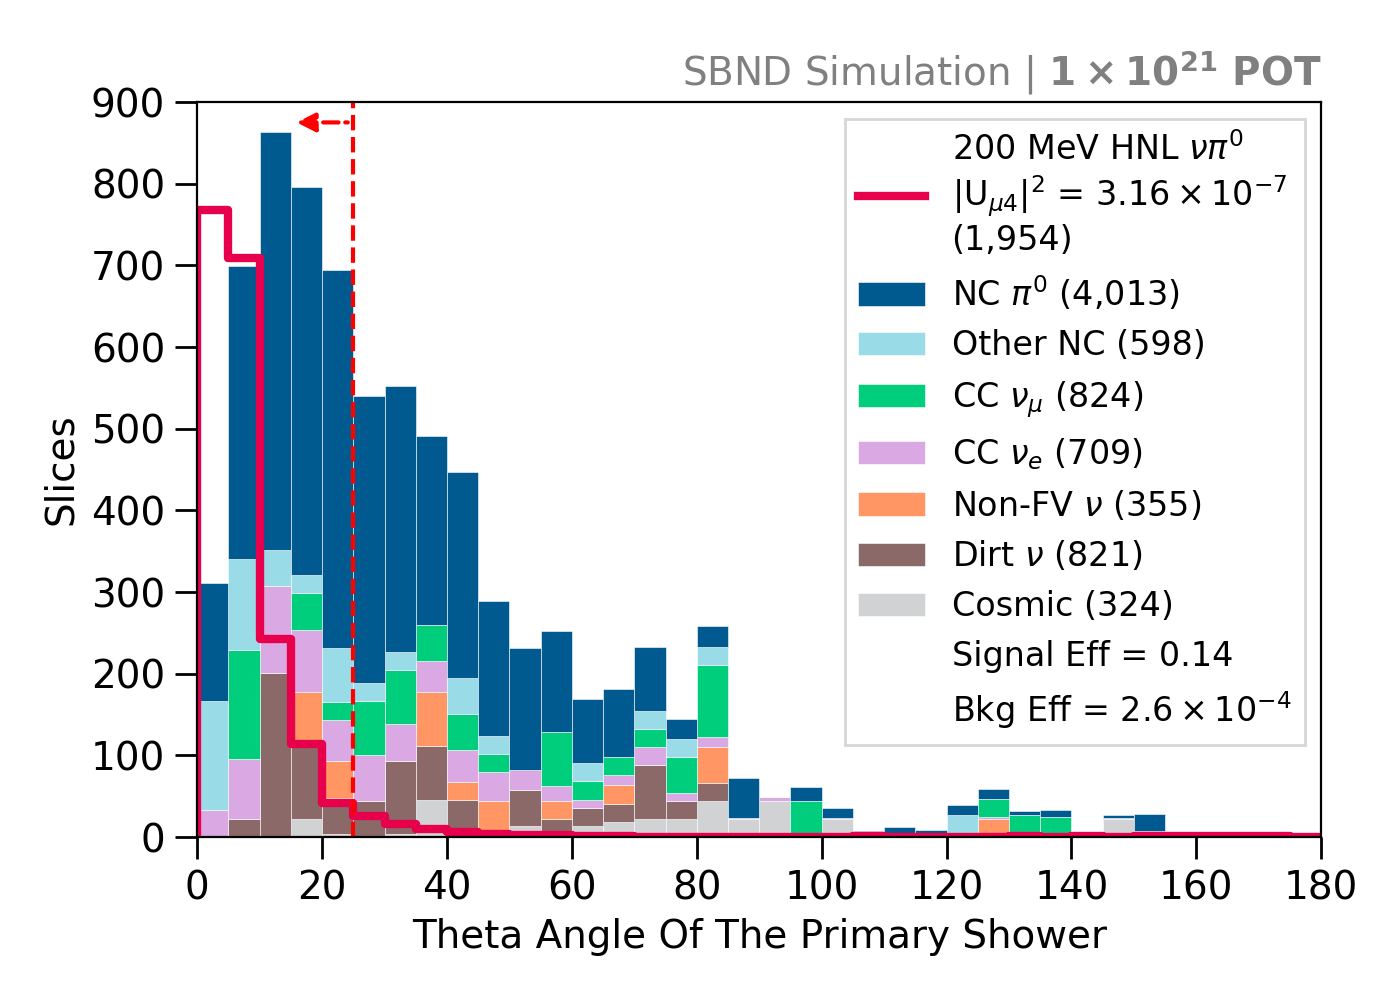 SBND Simulation | 1 × 10²¹ POT
900
800
700
600
500
400
300
200
100
0
Slices
0 20 40 60 80 100 120 140 160 180
Theta Angle Of The Primary Shower
200 MeV HNL νπ⁰
|U_μ4|² = 3.16 × 10⁻⁷
(1,954)
NC π⁰ (4,013)
Other NC (598)
CC ν_μ (824)
CC ν_e (709)
Non-FV ν (355)
Dirt ν (821)
Cosmic (324)
Signal Eff = 0.14
Bkg Eff = 2.6 × 10⁻⁴